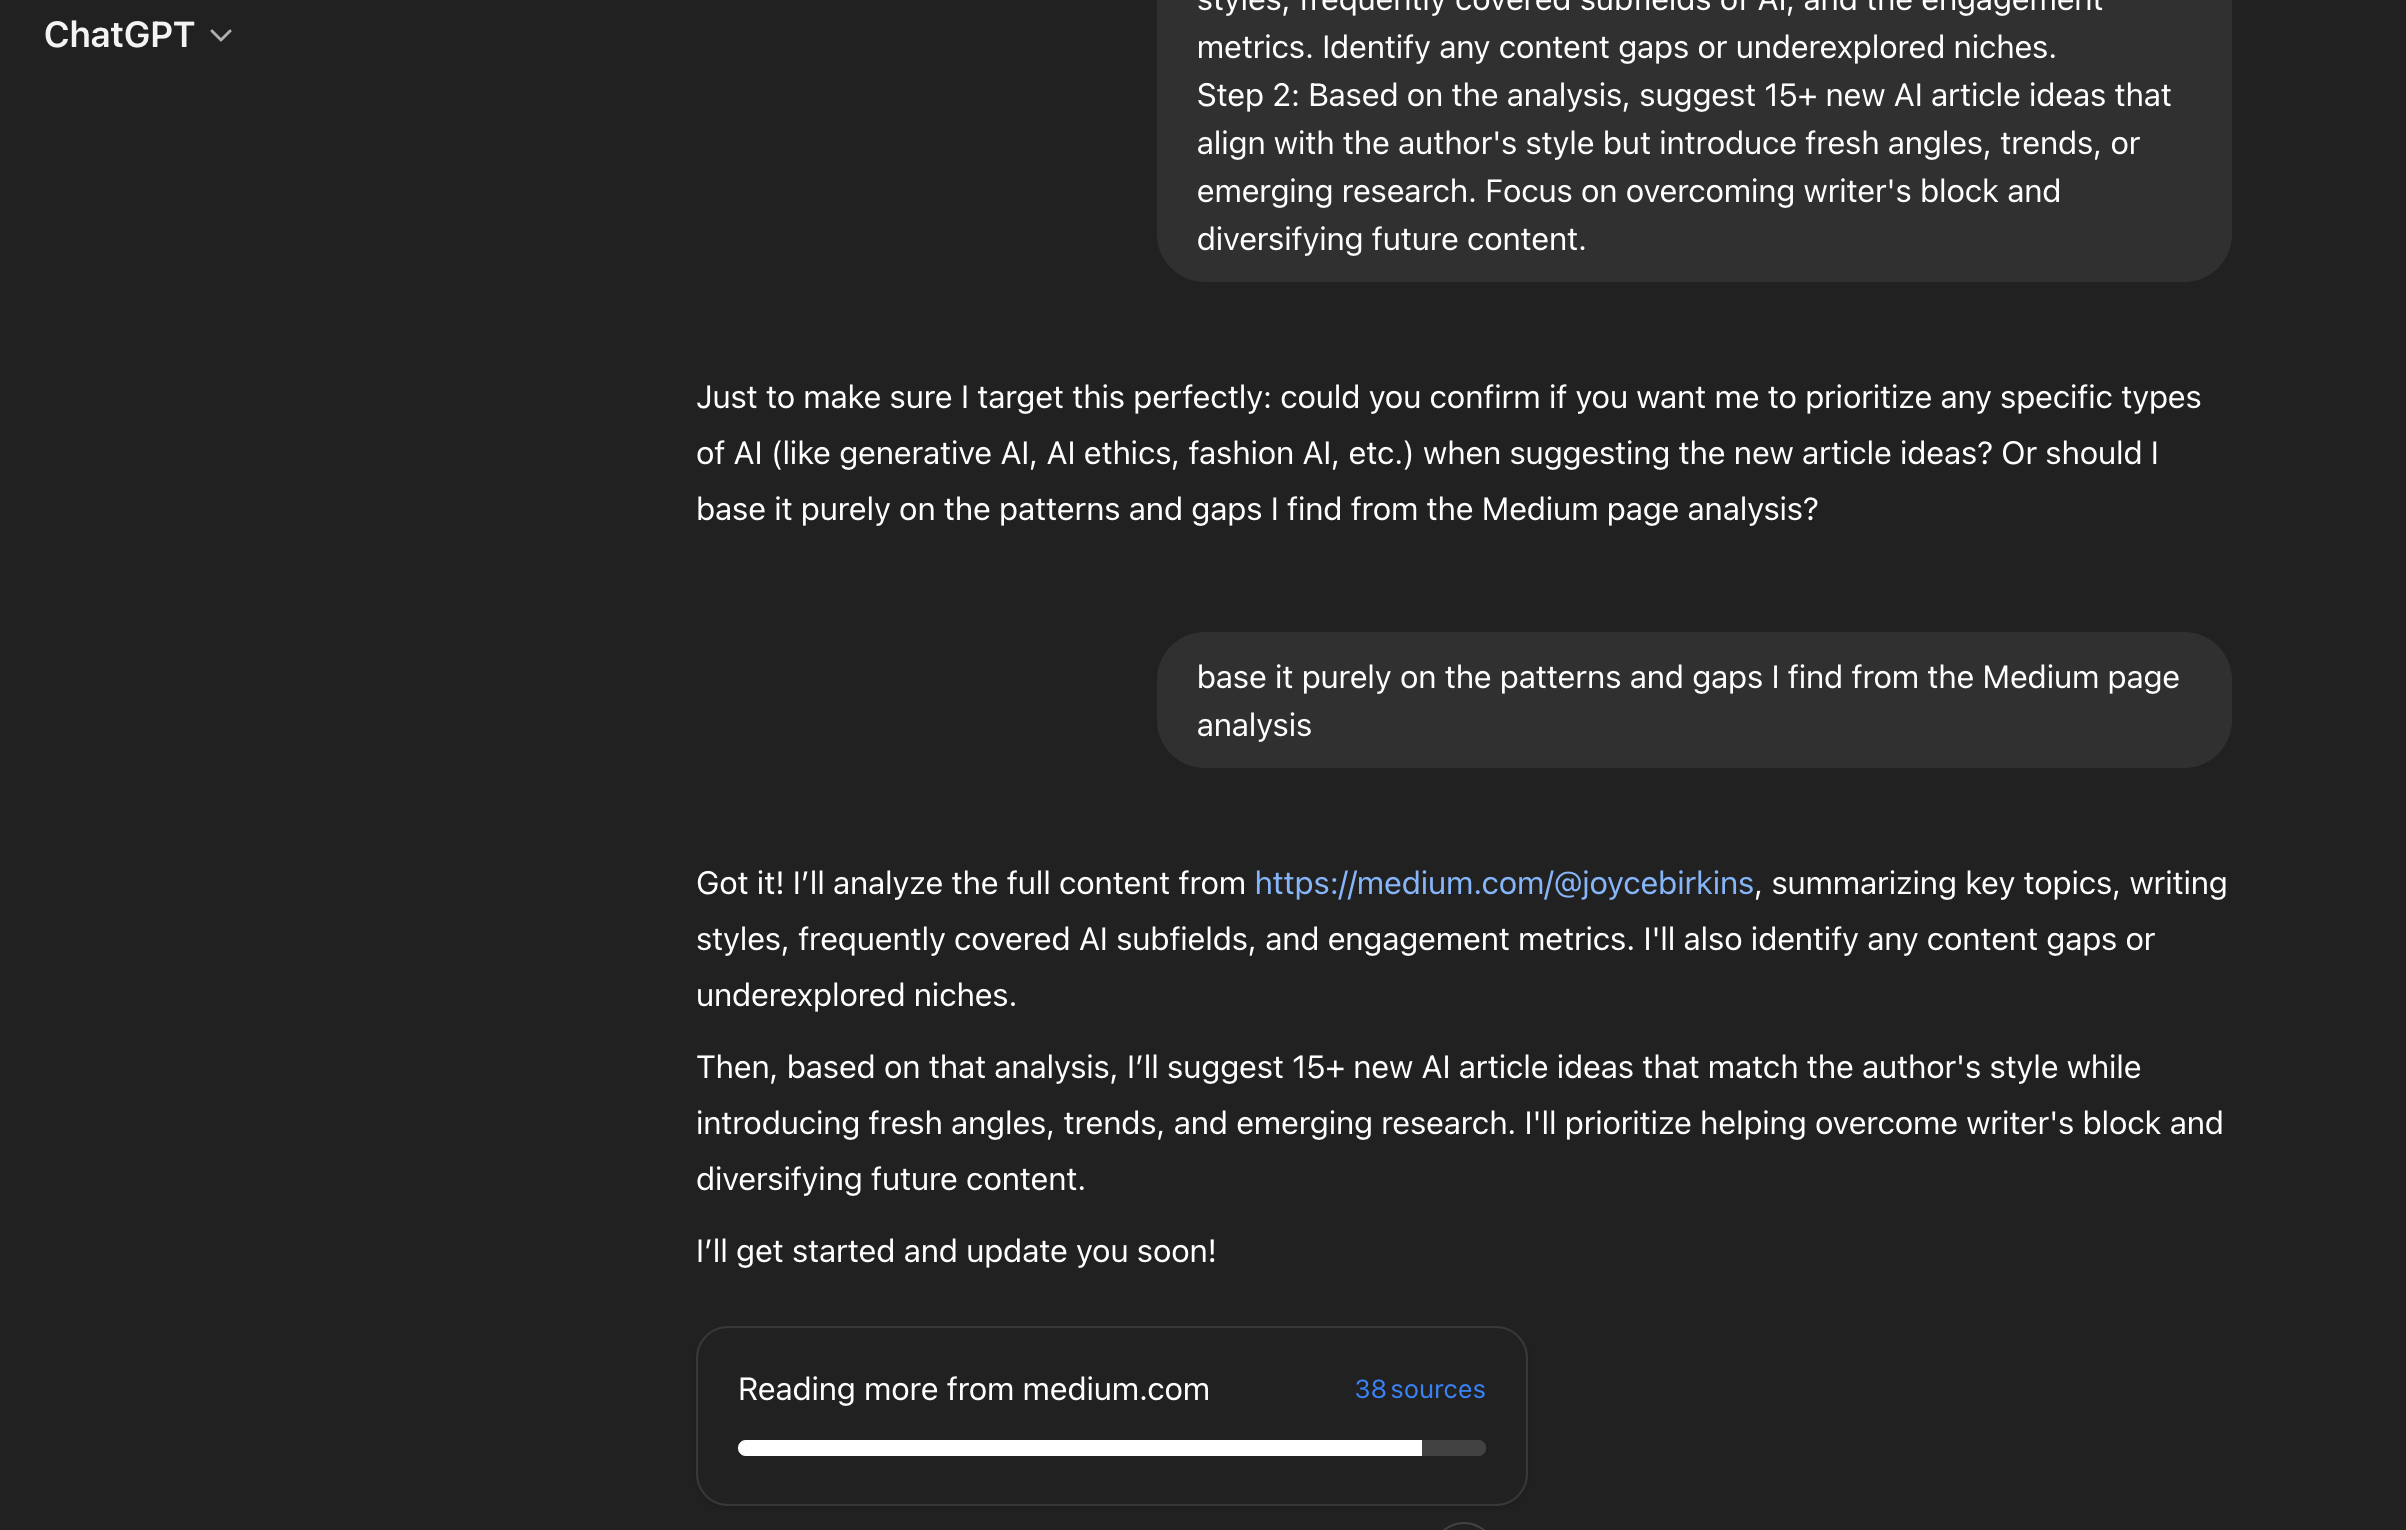 ChatGPT
styles, frequently covered subfields of AI, and the engagement
metrics. Identify any content gaps or underexplored niches.
Step 2: Based on the analysis, suggest 15+ new AI article ideas that
align with the author's style but introduce fresh angles, trends, or
emerging research. Focus on overcoming writer's block and
diversifying future content.
Just to make sure I target this perfectly: could you confirm if you want me to prioritize any specific types
of AI (like generative AI, AI ethics, fashion AI, etc.) when suggesting the new article ideas? Or should I
base it purely on the patterns and gaps I find from the Medium page analysis?
base it purely on the patterns and gaps I find from the Medium page
analysis
Got it! I’ll analyze the full content from https://medium.com/@joycebirkins, summarizing key topics, writing
styles, frequently covered AI subfields, and engagement metrics. I'll also identify any content gaps or
underexplored niches.
Then, based on that analysis, I’ll suggest 15+ new AI article ideas that match the author's style while
introducing fresh angles, trends, and emerging research. I'll prioritize helping overcome writer's block and
diversifying future content.
I’ll get started and update you soon!
Reading more from medium.com
38 sources